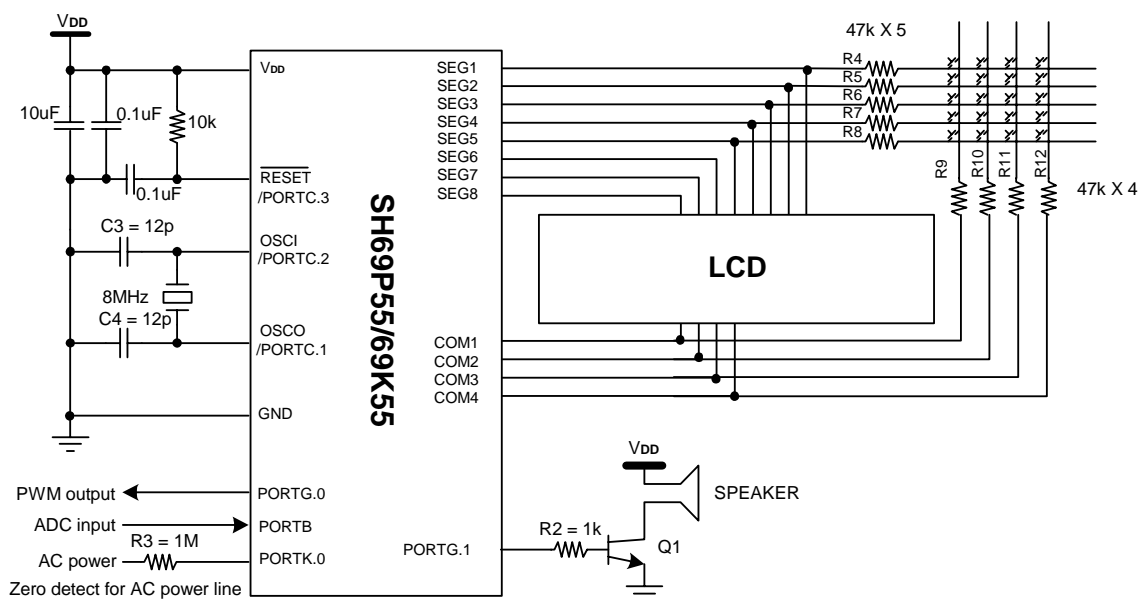 VDD
47k X 5
VDD
SEG1
R4
SEG2
R5
SEG3
R6
10uF
0.1uF
10k
SEG4
R7
SEG5
R8
SEG6
RESET
SEG7
/PORTC.3
SEG8
0.1uF
R9
R10
R11
R12
47k X 4
C3 = 12p
OSCI
/PORTC.2
SH69P55/69K55
LCD
8MHz
C4 = 12p
OSCO
/PORTC.1
COM1
COM2
COM3
COM4
GND
VDD
PWM output
PORTG.0
SPEAKER
ADC input
PORTB
R3 = 1M
R2 = 1k
AC power
PORTK.0
PORTG.1
Q1
Zero detect for AC power line